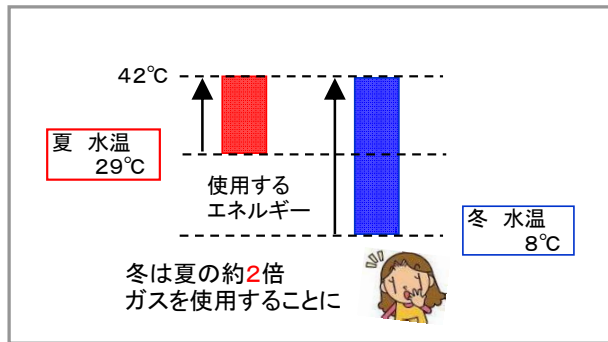 42℃
夏 水温
29℃
使用する
エネルギー
冬 水温
8℃
冬は夏の約2倍
ガスを使用することに